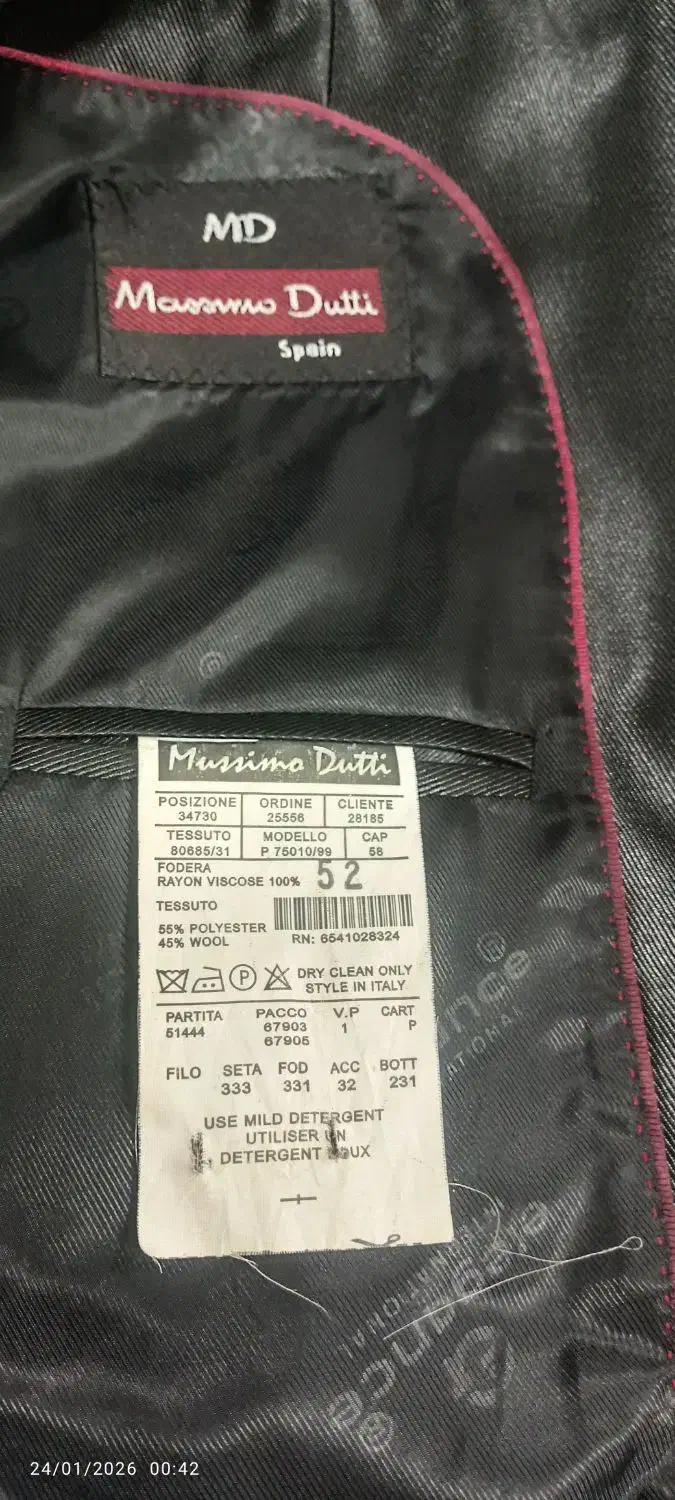 MD
Massimo Dutti
Spain
Massimo Dutti
POSIZIONE ORDINE CLIENTE
34730 25556 28185
TESSUTO MODELLO CAP
80685/31 P 75010/99 58
FODERA
RAYON VISCOSE 100% 52
TESSUTO
55% POLYESTER
45% WOOL RN: 6541028324
P DRY CLEAN ONLY
STYLE IN ITALY
PARTITA PACCO V.P CART
51444 67903 1 P
67905
FILO SETA FOD ACC BOTT
333 331 32 231
USE MILD DETERGENT
UTILISER UN
DETERGENT DOUX
24/01/2026 00:42